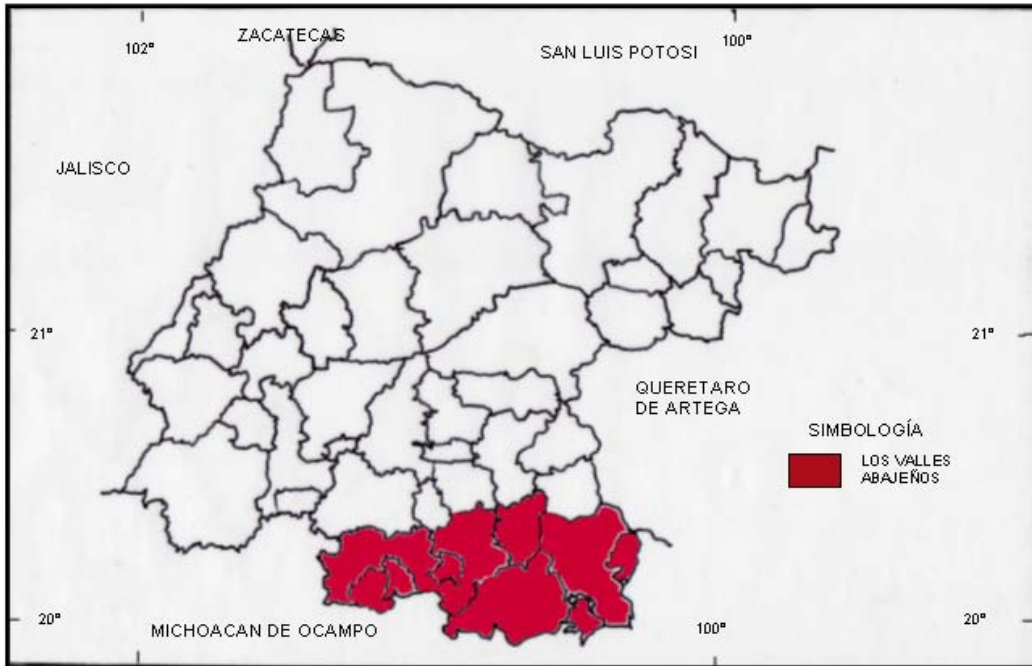 102°
ZACATECAS
SAN LUIS POTOSI
100°
JALISCO
21°
21°
QUERETARO
DE ARTEGA
SIMBOLOGÍA
LOS VALLES
ABAJEÑOS
20°
MICHOACAN DE OCAMPO
100°
20°